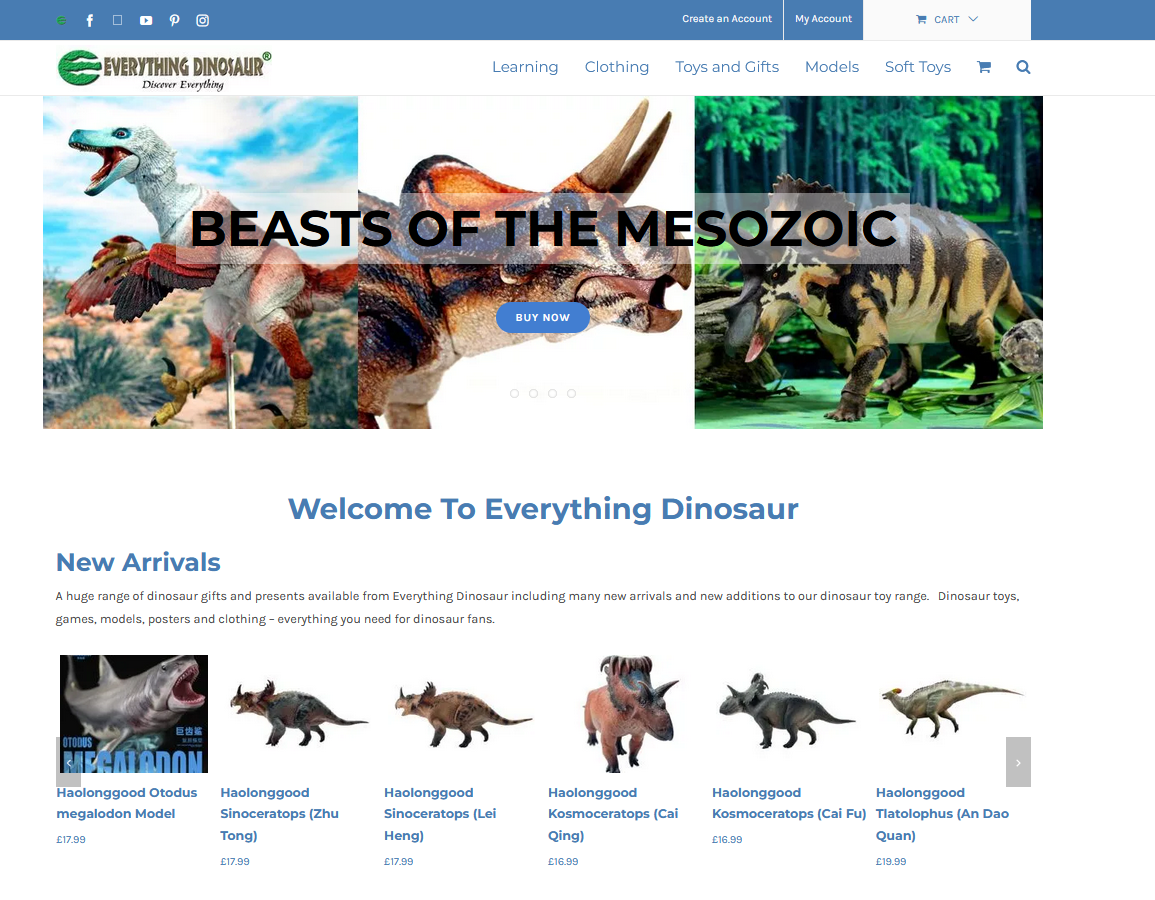 Create an Account
My Account
CART
EVERYTHING DINOSAUR®
Discover Everything
Learning
Clothing
Toys and Gifts
Models
Soft Toys
BEASTS OF THE MESOZOIC
BUY NOW
Welcome To Everything Dinosaur
New Arrivals
A huge range of dinosaur gifts and presents available from Everything Dinosaur including many new arrivals and new additions to our dinosaur toy range. Dinosaur toys,
games, models, posters and clothing – everything you need for dinosaur fans.
巨齿鲨
OTODUS
MEGALODON
Haolonggood Otodus
megalodon Model
£17.99
Haolonggood
Sinoceratops (Zhu
Tong)
£17.99
Haolonggood
Sinoceratops (Lei
Heng)
£17.99
Haolonggood
Kosmoceratops (Cai
Qing)
£16.99
Haolonggood
Kosmoceratops (Cai Fu)
£16.99
Haolonggood
Tlatolophus (An Dao
Quan)
£19.99